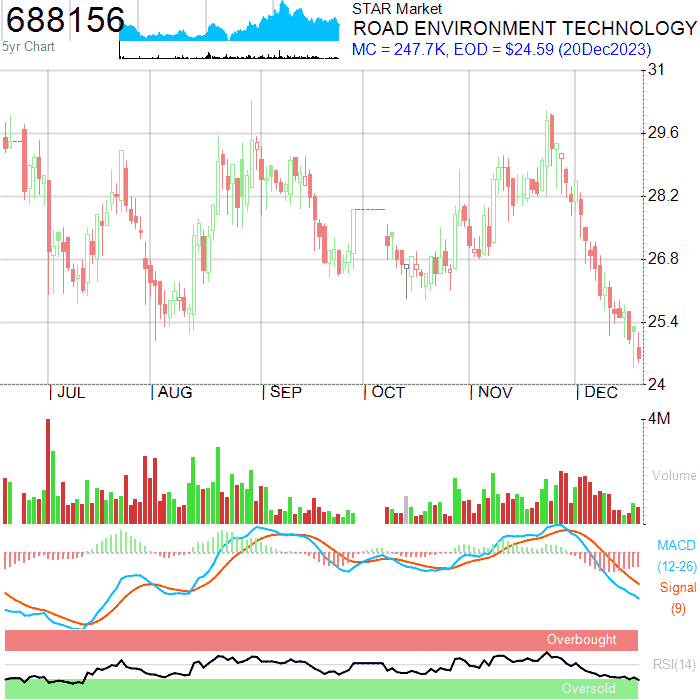 688156
5yr Chart
STAR Market
ROAD ENVIRONMENT TECHNOLOGY
MC = 247.7K, EOD = $24.59 (20Dec2023)
31
29.6
28.2
26.8
25.4
24
JUL AUG SEP OCT NOV DEC
4M
Volume
MACD
(12-26)
Signal
(9)
Overbought
RSI(14)
Oversold